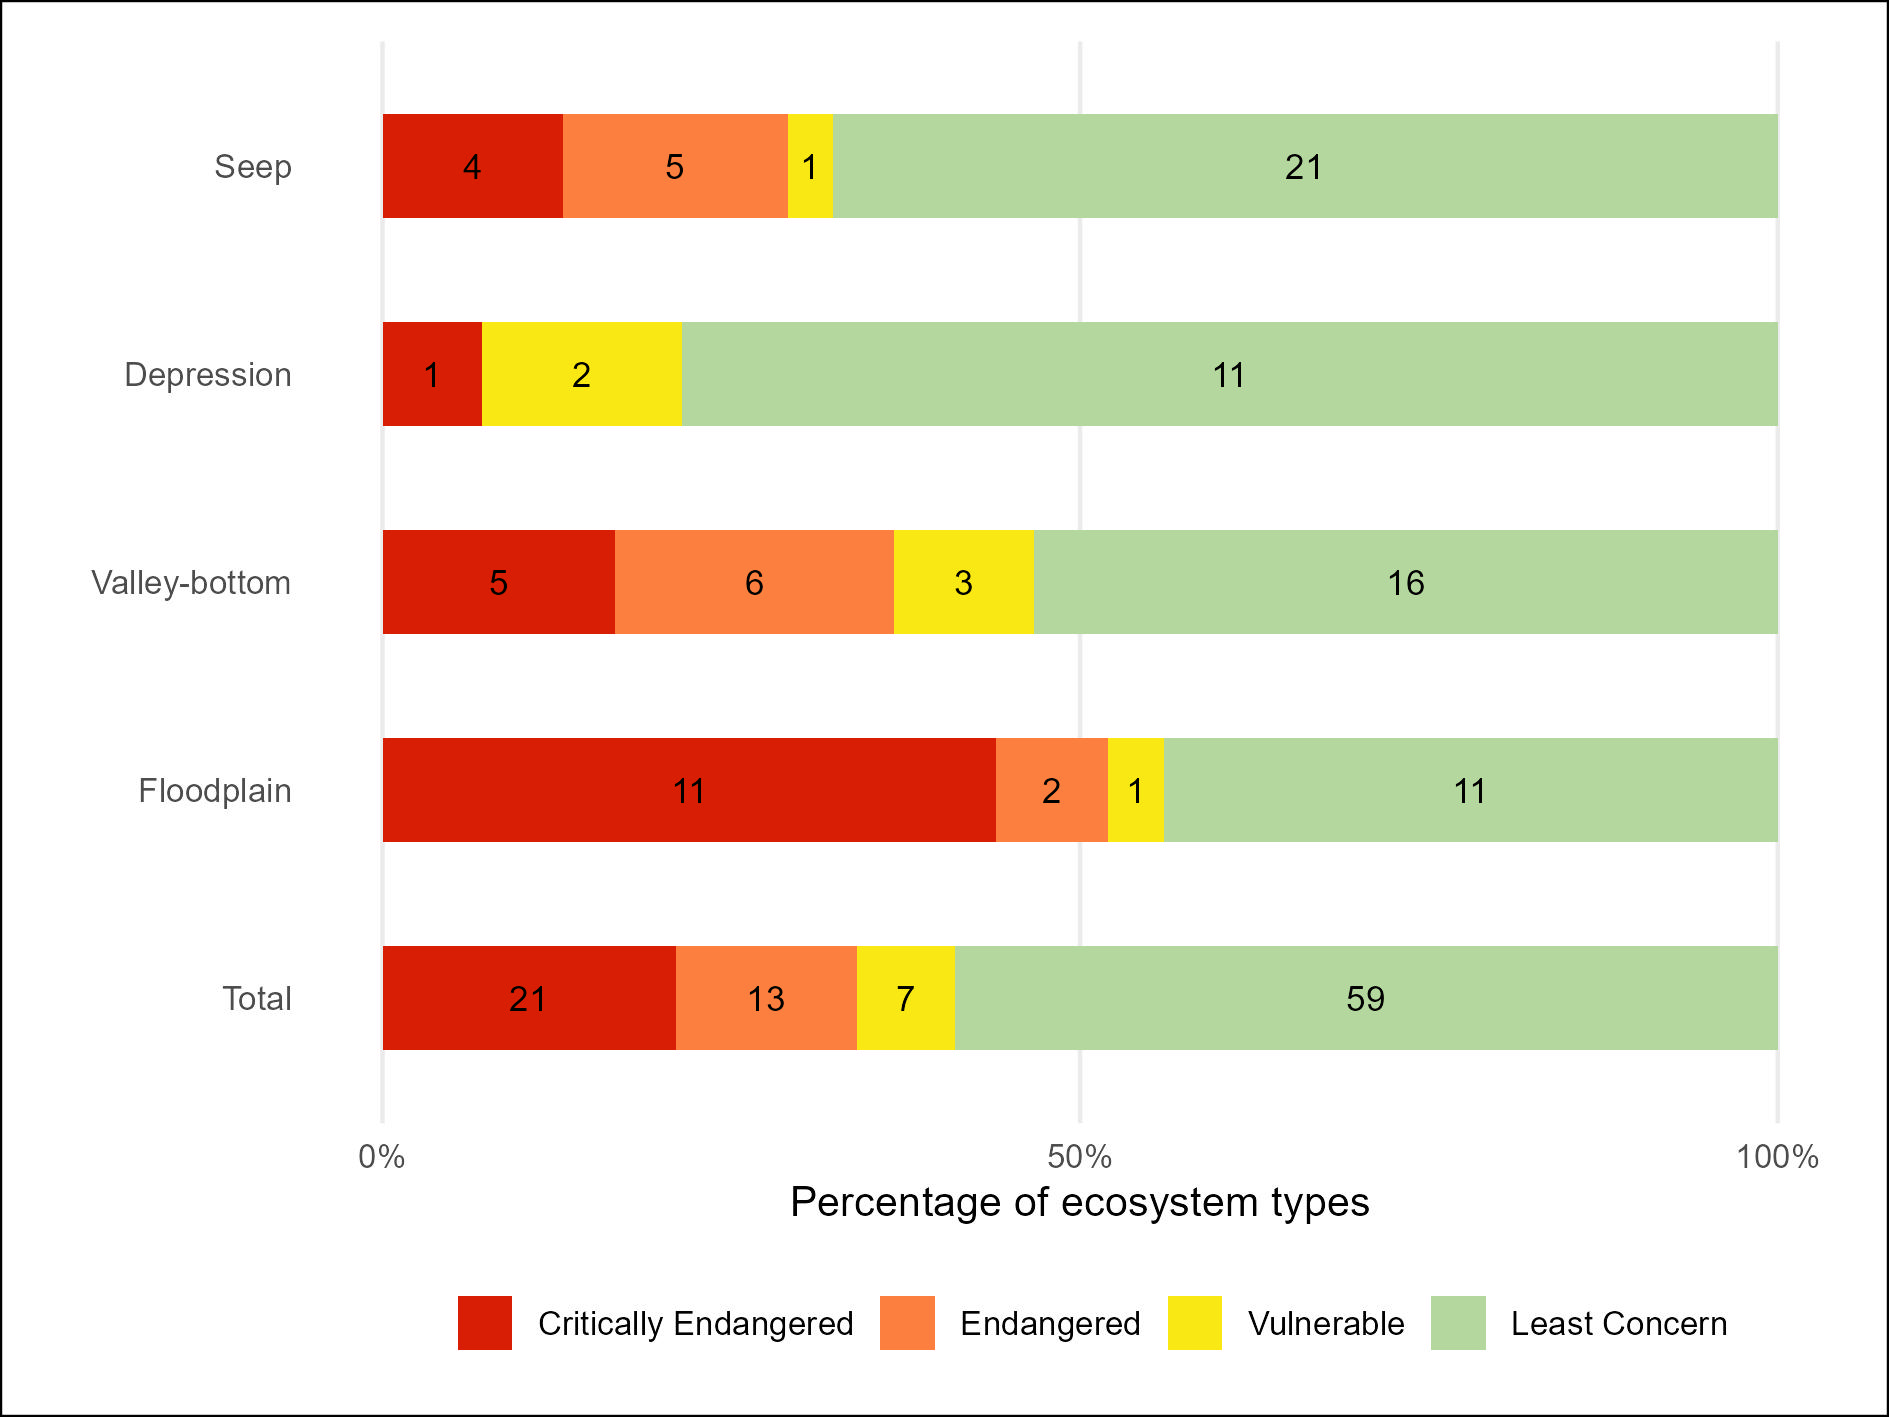 Seep 4 5 1 21
Depression 1 2 11
Valley-bottom 5 6 3 16
Floodplain 11 2 1 11
Total 21 13 7 59
0% 50% 100%
Percentage of ecosystem types
Critically Endangered Endangered Vulnerable Least Concern